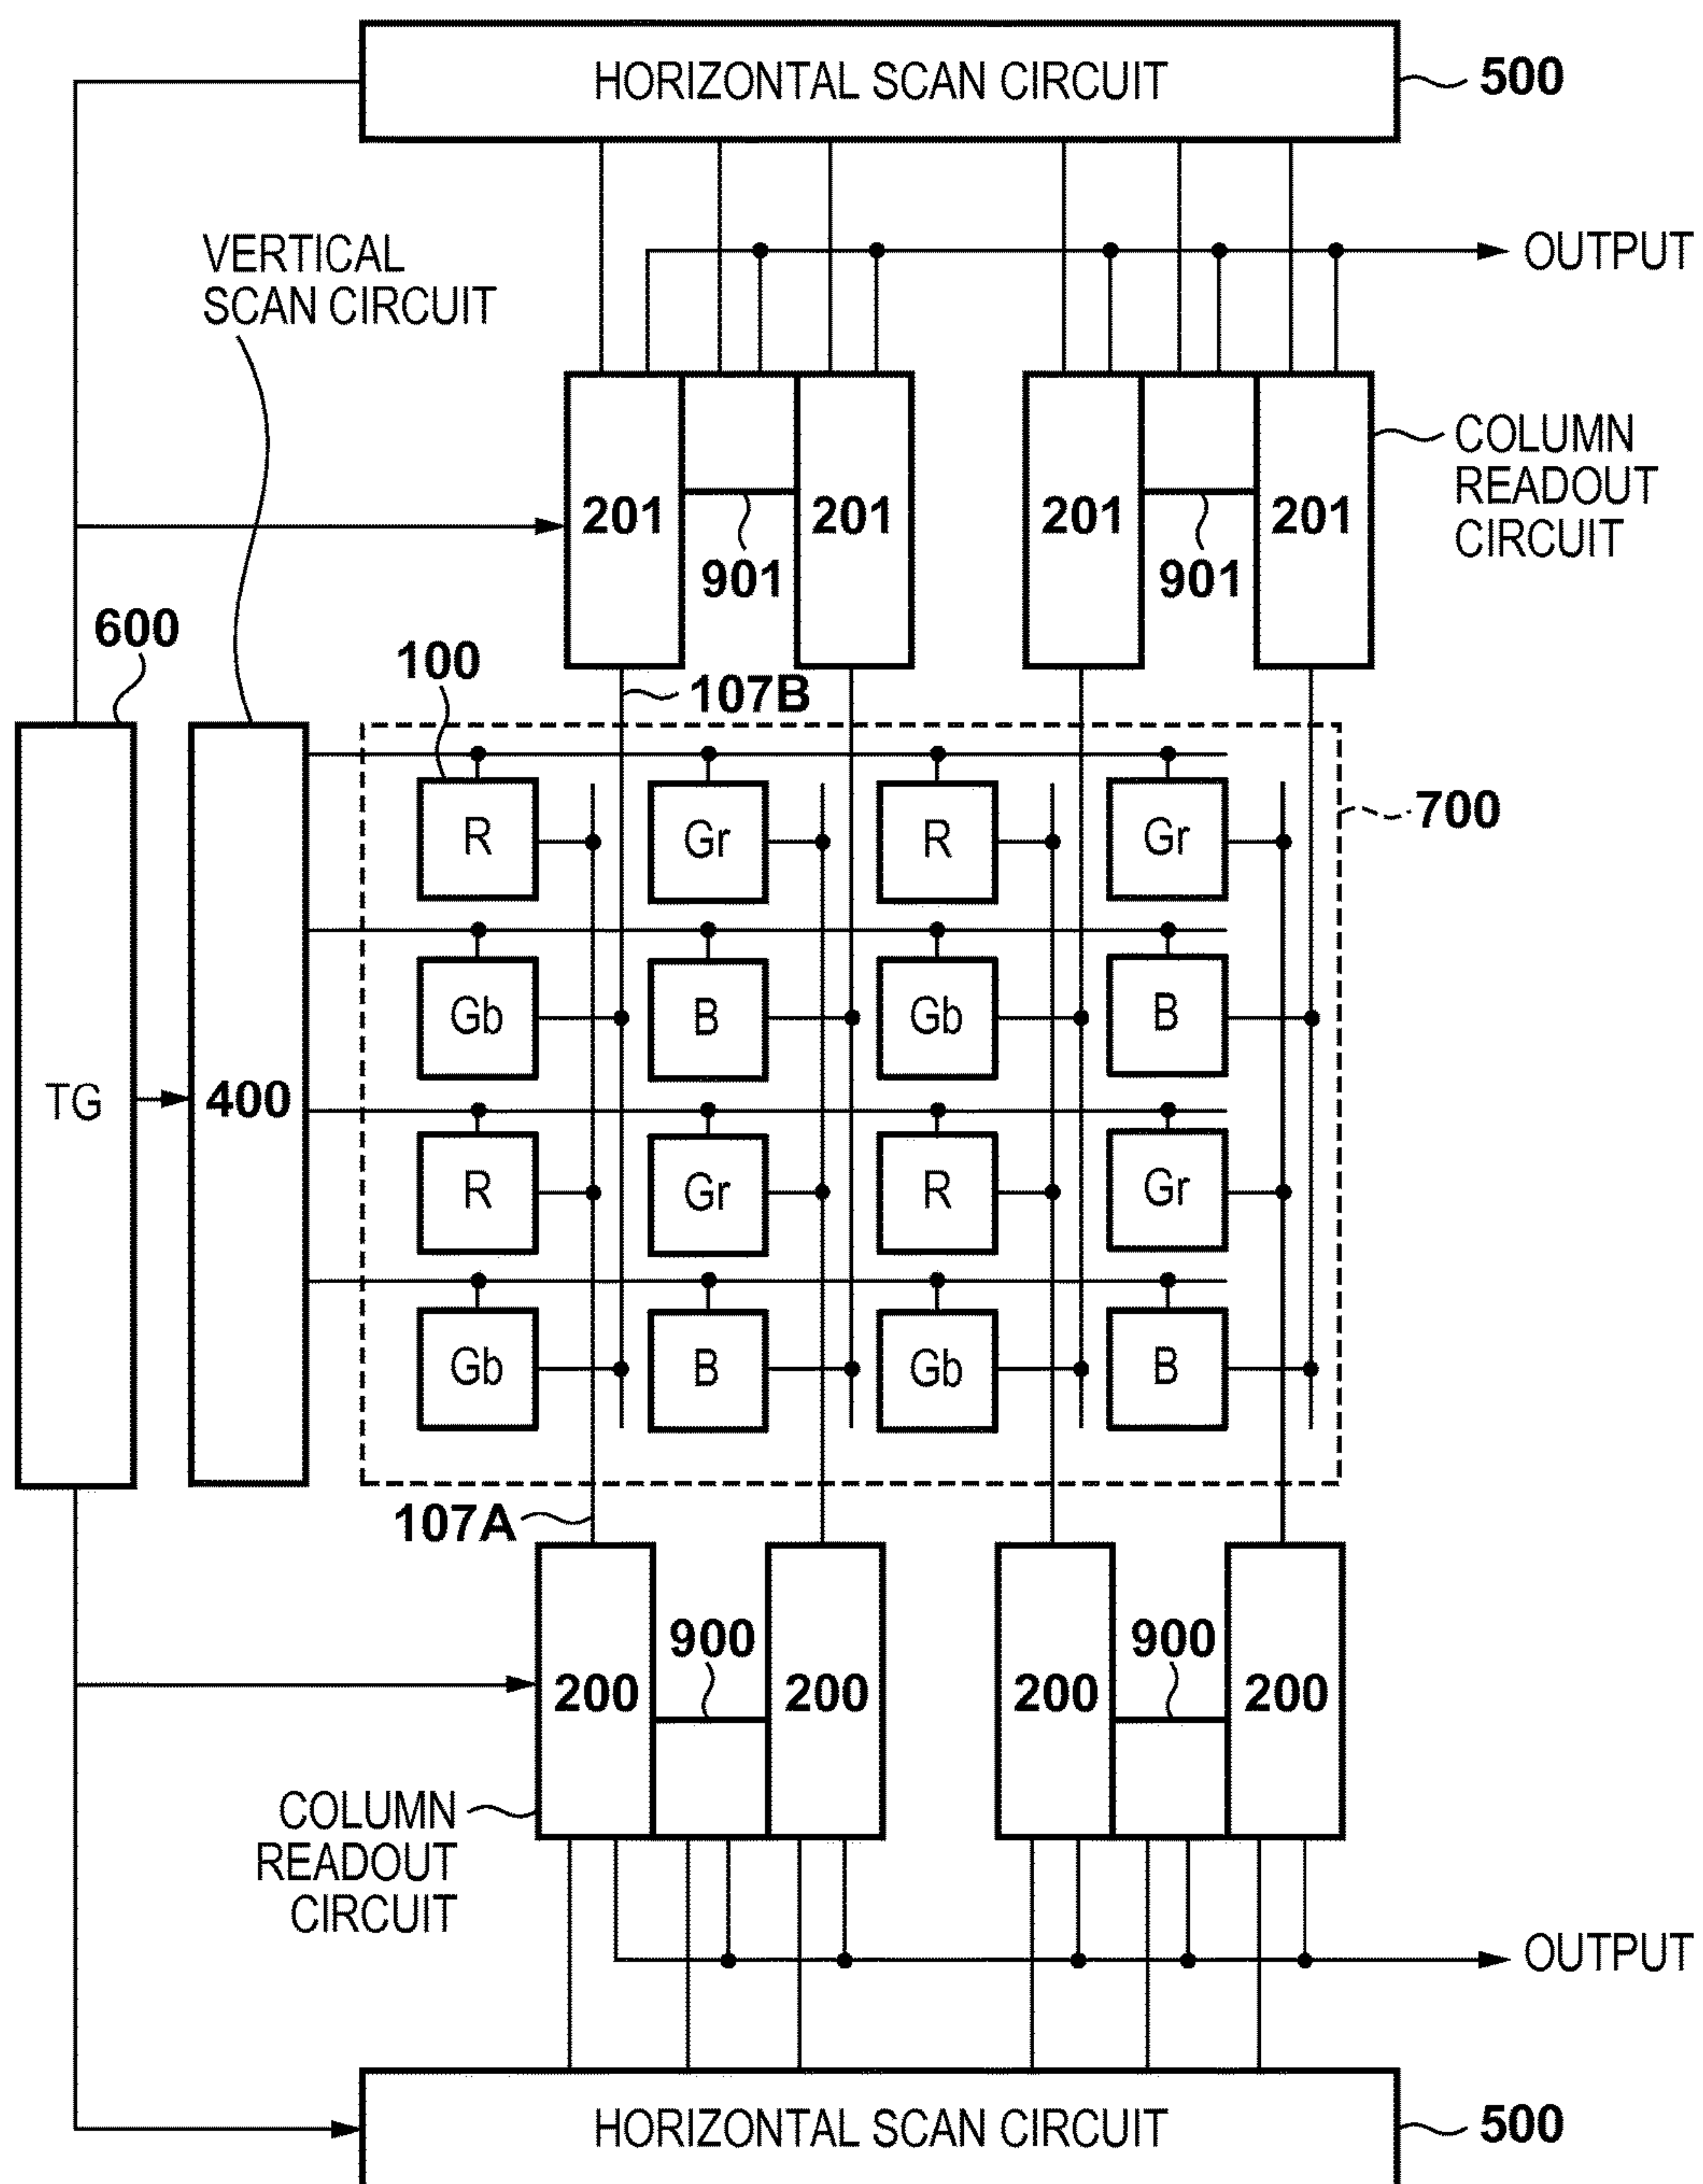 HORIZONTAL SCAN CIRCUIT
500
VERTICAL
SCAN CIRCUIT
OUTPUT
201
201
201
201
COLUMN
READOUT
CIRCUIT
901
901
600
100
107B
700
R
Gr
R
Gr
Gb
B
Gb
B
TG
400
R
Gr
R
Gr
Gb
B
Gb
B
107A
900
900
200
200
200
200
COLUMN
READOUT
CIRCUIT
OUTPUT
HORIZONTAL SCAN CIRCUIT
500